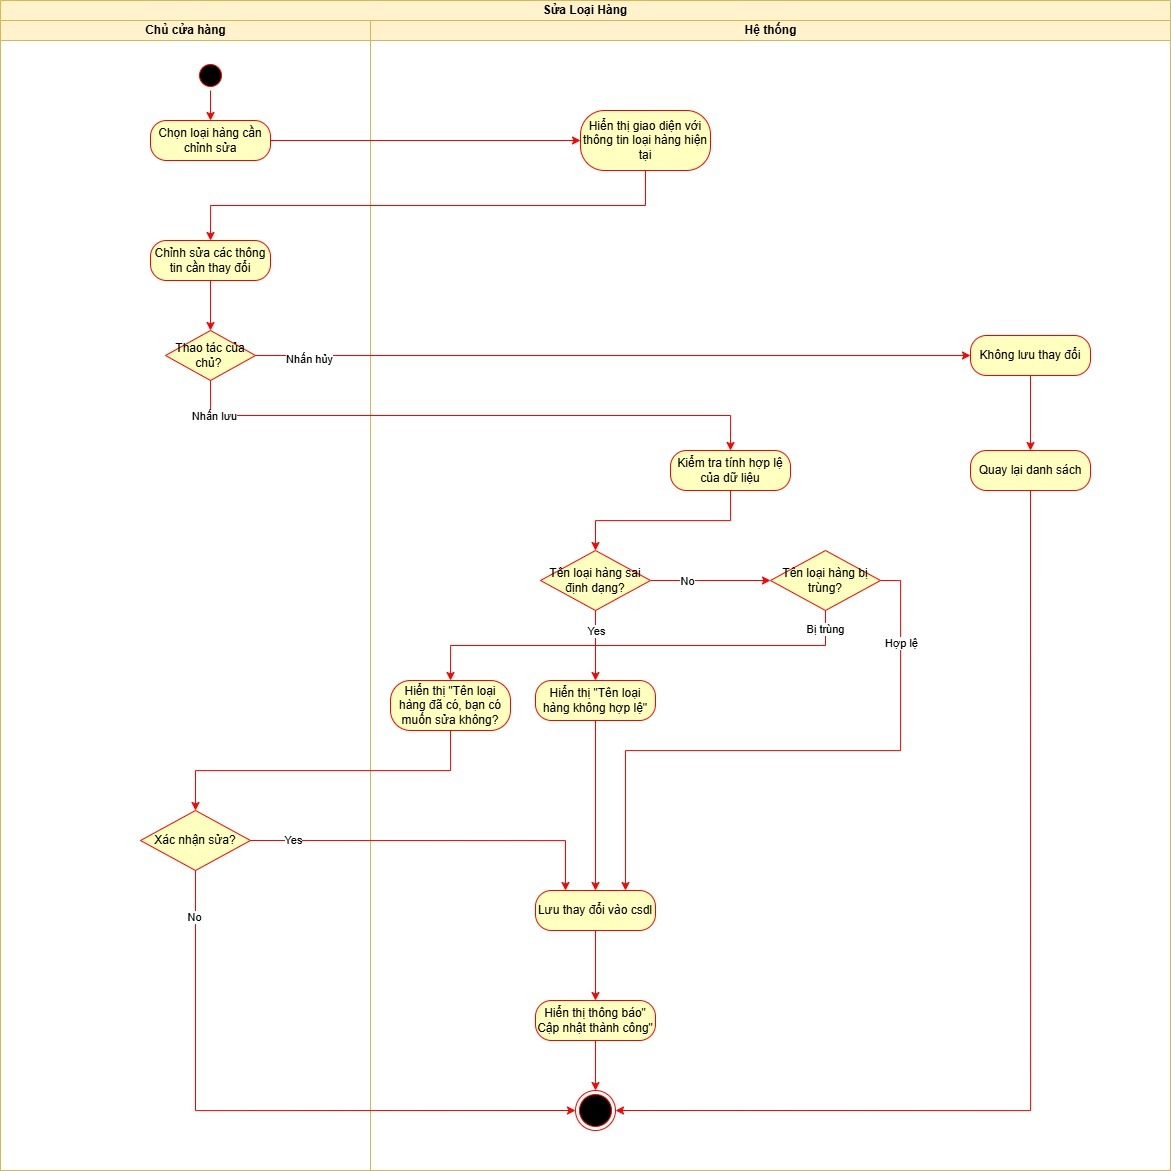 Sửa Loại Hàng
Chủ cửa hàng
Hệ thống
Chọn loại hàng cần
chỉnh sửa
Hiển thị giao diện với
thông tin loại hàng hiện
tại
Chỉnh sửa các thông
tin cần thay đổi
Thao tác của
chủ?
Nhấn hủy
Không lưu thay đổi
Nhấn lưu
Kiểm tra tính hợp lệ
của dữ liệu
Quay lại danh sách
Tên loại hàng sai
định dạng?
No
Tên loại hàng bị
trùng?
Yes
Bị trùng
Hợp lệ
Hiển thị "Tên loại
hàng đã có, bạn có
muốn sửa không?
Hiển thị "Tên loại
hàng không hợp lệ"
Xác nhận sửa?
Yes
No
Lưu thay đổi vào csdl
Hiển thị thông báo"
Cập nhật thành công"